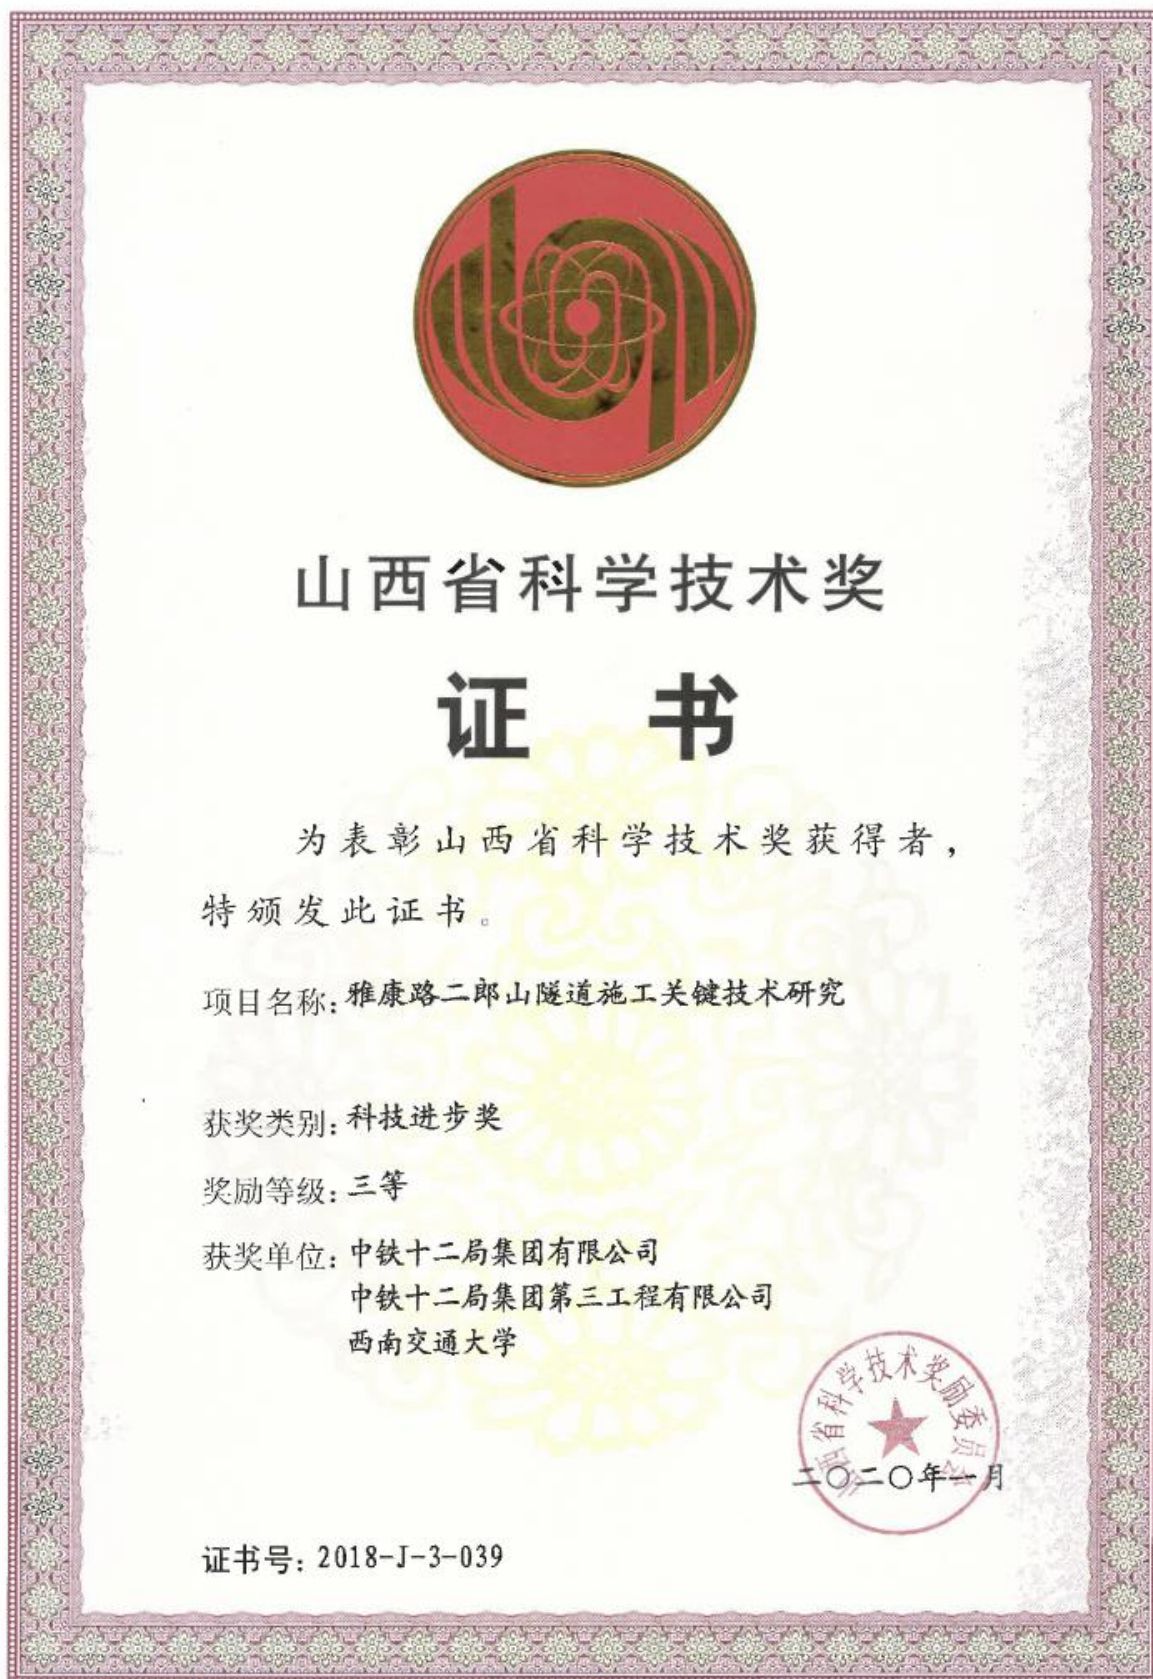 山西省科学技术奖
证 书
为表彰山西省科学技术奖获得者，
特颁发此证书。
项目名称：雅康路二郎山隧道施工关键技术研究
获奖类别：科技进步奖
奖励等级：三等
获奖单位：中铁十二局集团有限公司
中铁十二局集团第三工程有限公司
西南交通大学
山西省科学技术奖励委员会
二〇二〇年一月
证书号：2018-J-3-039